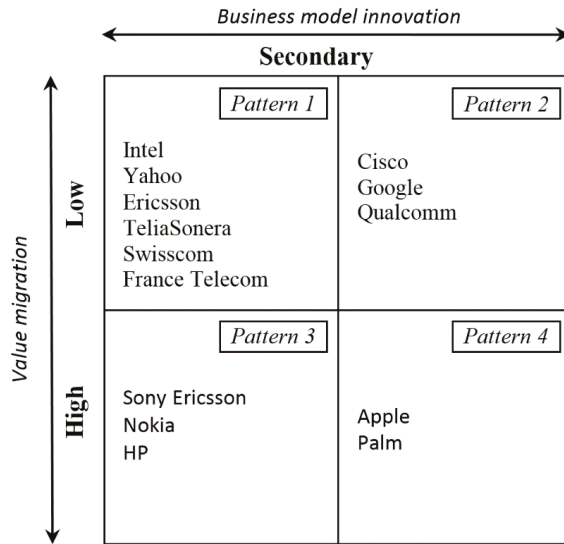 Business model innovation
Secondary
Pattern 1
Pattern 2
Intel
Yahoo
Ericsson
TeliaSonera
Swisscom
France Telecom
Cisco
Google
Qualcomm
Low
Value migration
High
Pattern 3
Pattern 4
Sony Ericsson
Nokia
HP
Apple
Palm